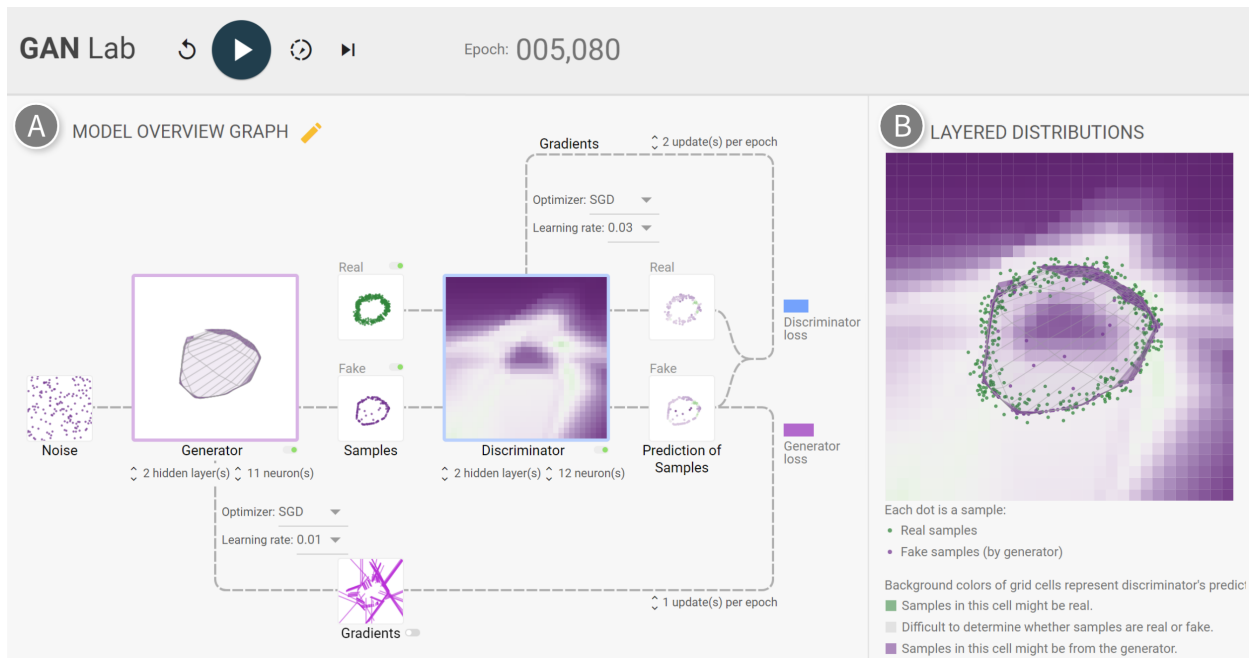 GAN Lab
Epoch: 005,080
A MODEL OVERVIEW GRAPH
Gradients
2 update(s) per epoch
Optimizer: SGD
Learning rate: 0.03
Real
Real
Discriminator
loss
Fake
Fake
Generator
loss
Noise
Generator
Samples
Discriminator
Prediction of
Samples
2 hidden layer(s) 11 neuron(s)
2 hidden layer(s) 12 neuron(s)
Optimizer: SGD
Learning rate: 0.01
1 update(s) per epoch
Gradients
B LAYERED DISTRIBUTIONS
Each dot is a sample:
Real samples
Fake samples (by generator)
Background colors of grid cells represent discriminator's predict
Samples in this cell might be real.
Difficult to determine whether samples are real or fake.
Samples in this cell might be from the generator.